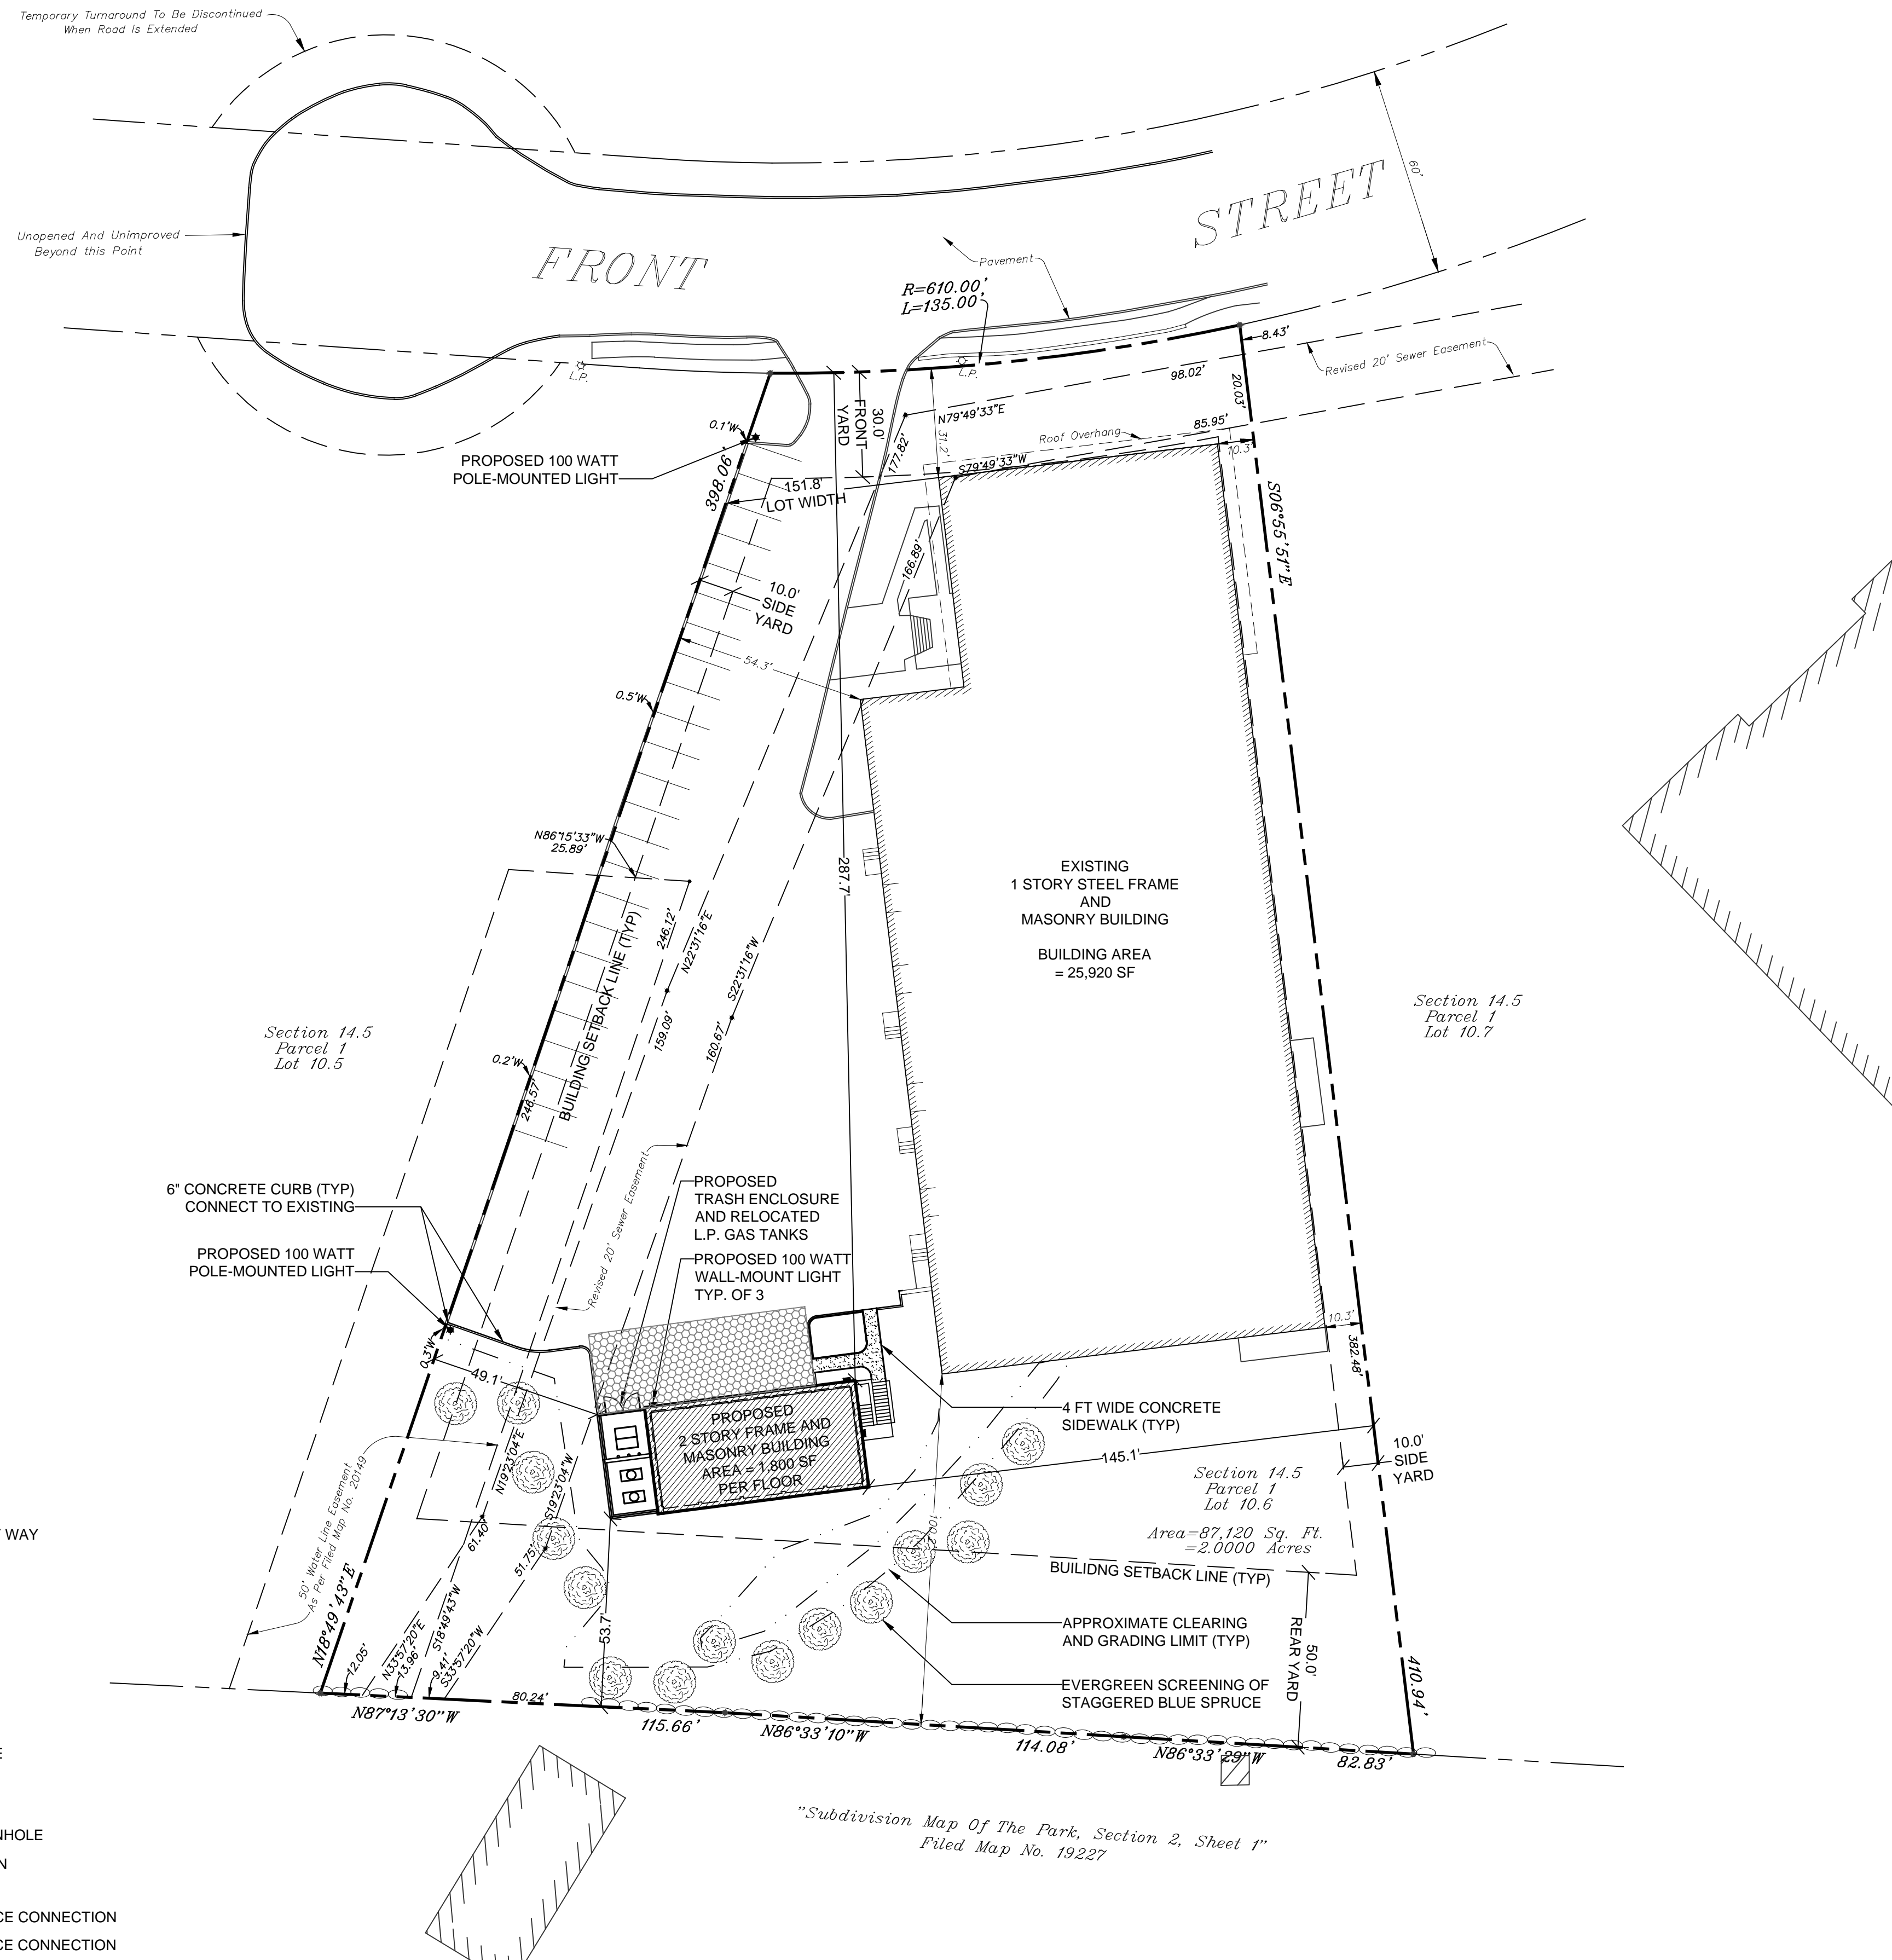 Temporary Turnaround To Be Discontinued
When Road Is Extended
60'
STREET
Unopened And Unimproved
Beyond this Point
FRONT
Pavement
R=610.00'
L=135.00'
8.43'
Revised 20' Sewer Easement
L.P.
L.P.
98.02'
20.03'
N79°49'33"E
85.95'
0.1'W
30.0'
FRONT
YARD
31.2'
177.82'
Roof Overhang
10.3'
PROPOSED 100 WATT
POLE-MOUNTED LIGHT
398.06'
S79°49'33"W
151.8'
LOT WIDTH
S06°55'51"E
166.89'
10.0'
SIDE
YARD
54.3'
0.5'W
N86°15'33"W
25.89'
287.7'
EXISTING
1 STORY STEEL FRAME
AND
MASONRY BUILDING
BUILDING AREA
= 25,920 SF
246.12'
N22°31'16"E
S22°31'16"W
BUILDING SETBACK LINE (TYP)
Section 14.5
Parcel 1
Lot 10.7
Section 14.5
Parcel 1
Lot 10.5
159.09'
160.67'
0.2'W
246.57'
Revised 20' Sewer Easement
6" CONCRETE CURB (TYP)
CONNECT TO EXISTING
PROPOSED
TRASH ENCLOSURE
AND RELOCATED
L.P. GAS TANKS
PROPOSED 100 WATT
POLE-MOUNTED LIGHT
PROPOSED 100 WATT
WALL-MOUNT LIGHT
TYP. OF 3
10.3'
382.48'
0.3'W
49.1'
PROPOSED
2 STORY FRAME AND
MASONRY BUILDING
AREA = 1,800 SF
PER FLOOR
4 FT WIDE CONCRETE
SIDEWALK (TYP)
145.1'
10.0'
SIDE
YARD
Section 14.5
Parcel 1
Lot 10.6
Area=87,120 Sq. Ft.
=2.0000 Acres
N19°23'04"E
S19°23'04"W
50' Water Line Easement
As Per Filed Map No. 20149
WAY
61.40'
51.75'
BUILIDNG SETBACK LINE (TYP)
N18°49'43"E
APPROXIMATE CLEARING
AND GRADING LIMIT (TYP)
53.7'
50.0'
REAR YARD
12.05'
N33°57'20"E
13.96'
S18°49'43"W
9.41'
S33°57'20"W
EVERGREEN SCREENING OF
STAGGERED BLUE SPRUCE
410.94'
80.24'
N87°13'30"W
115.66'
N86°33'10"W
114.08'
N86°33'29"W
82.83'
"Subdivision Map Of The Park, Section 2, Sheet 1"
Filed Map No. 19227
NHOLE
N
CE CONNECTION
CE CONNECTION